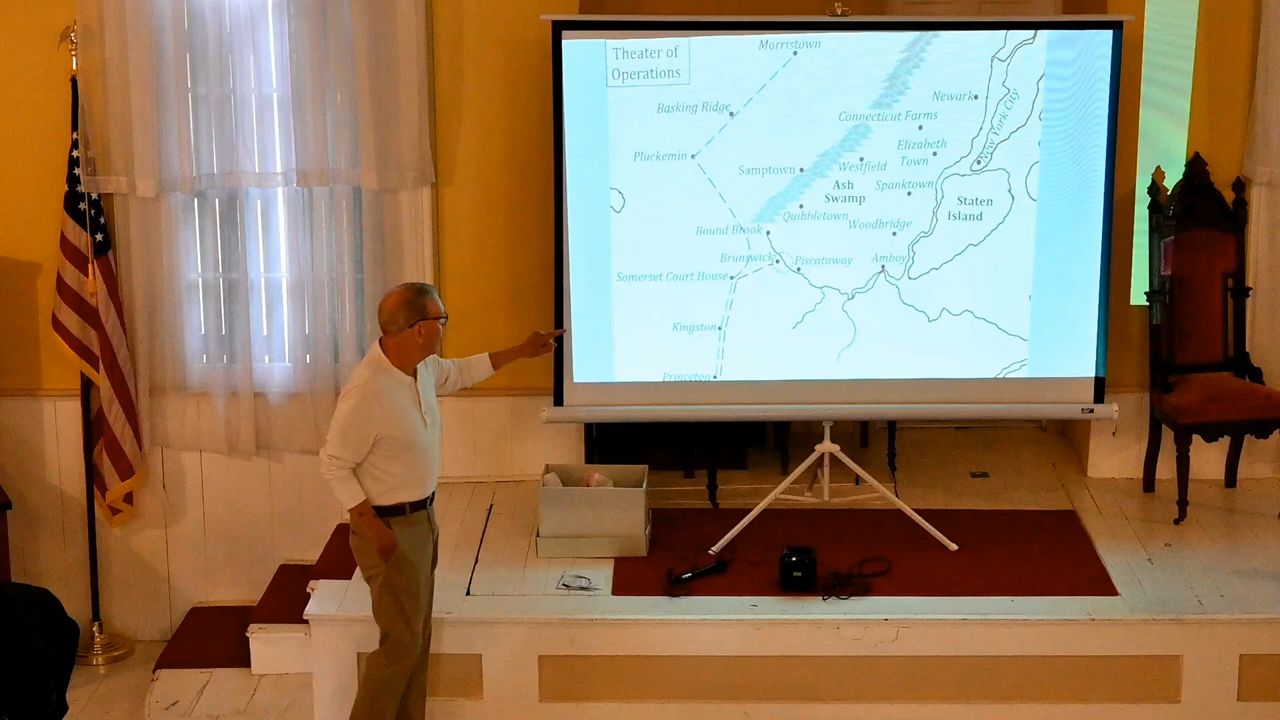 Theater of
Operations
Morristown
Basking Ridge
Newark
Connecticut Farms
New York City
Pluckemin
Elizabeth
Town
Samptown
Westfield
Ash
Swamp
Spanktown
Staten
Island
Quibbletown
Woodbridge
Bound Brook
Brunswick
Piscataway
Amboy
Somerset Court House
Kingston
Princeton